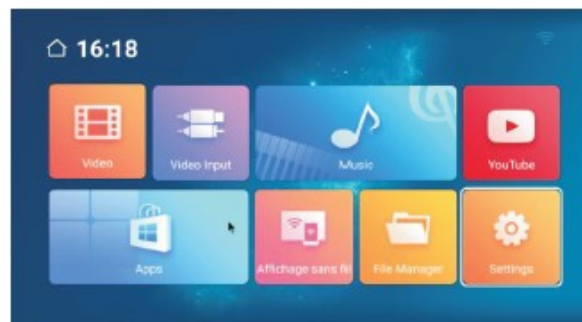 16:18
Video
Video Input
Music
YouTube
Apps
Affichage sans fil
File Manager
Settings